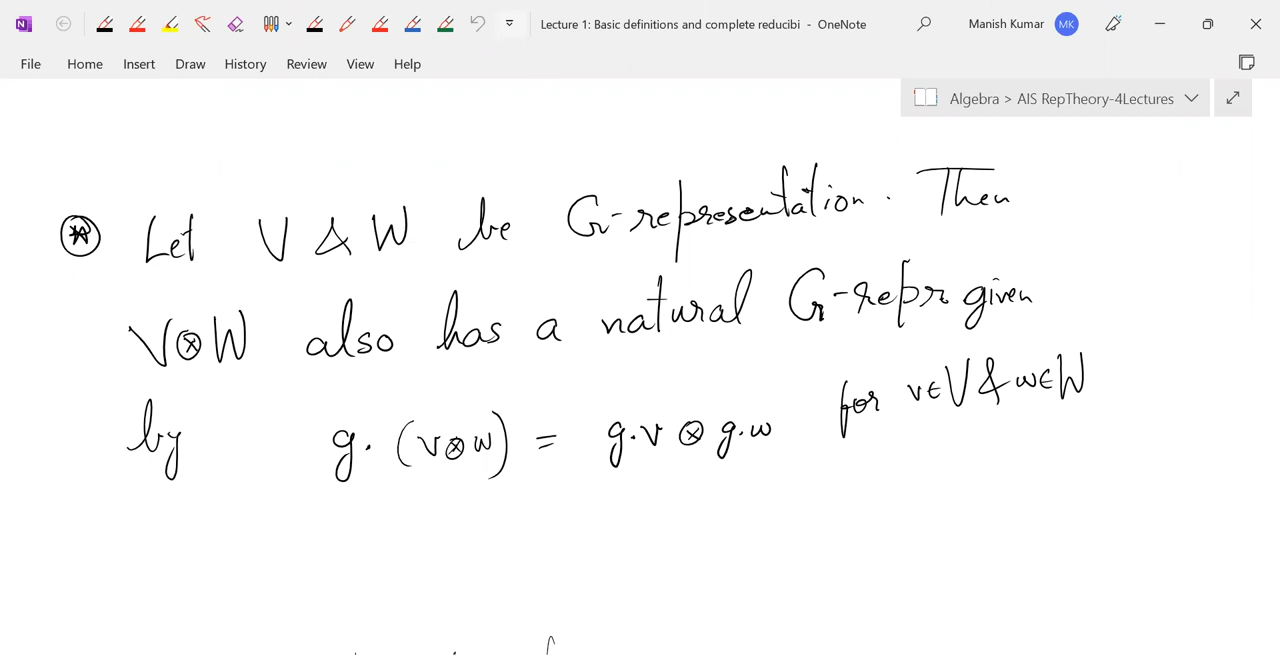 Lecture 1: Basic definitions and complete reducibi - OneNote
Manish Kumar MK
File Home Insert Draw History Review View Help
Algebra > AIS RepTheory-4Lectures
⊛ Let V & W be G-representation. Then
V⊗W also has a natural G-repr given
by g.(v⊗w) = g.v ⊗ g.w for v∈V & w∈W